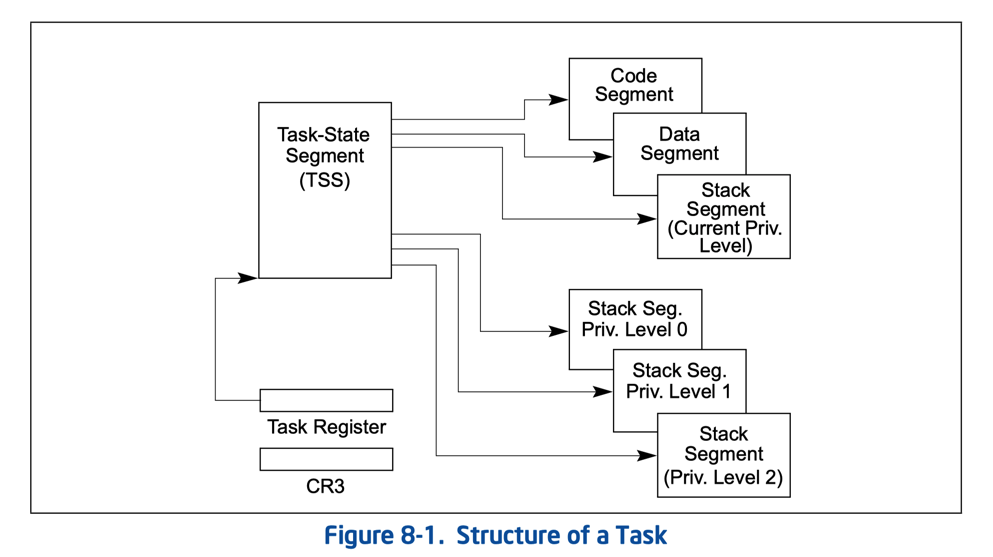 Task-State
Segment
(TSS)
Code
Segment
Data
Segment
Stack
Segment
(Current Priv.
Level)
Stack Seg.
Priv. Level 0
Stack Seg.
Priv. Level 1
Stack
Segment
(Priv. Level 2)
Task Register
CR3
Figure 8-1. Structure of a Task